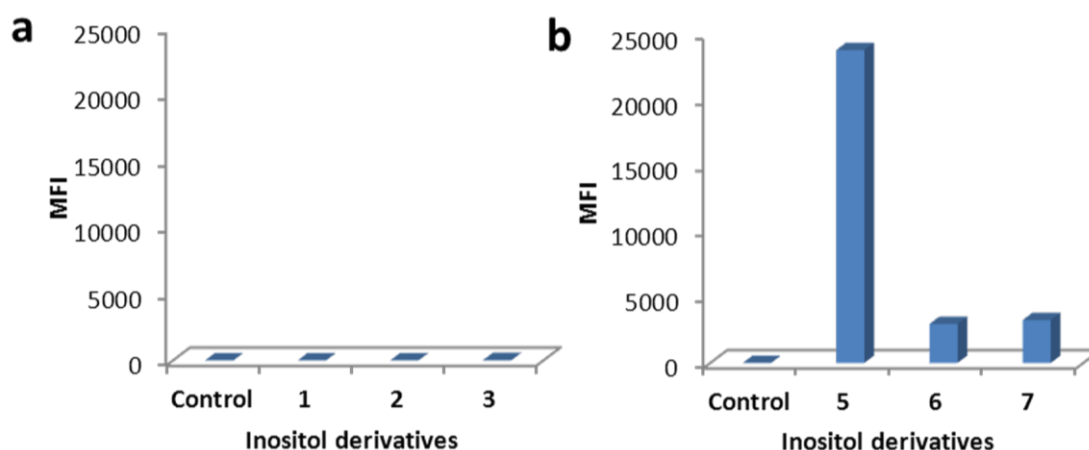 a
25000
20000
15000
10000
5000
0
MFI
Control 1 2 3
Inositol derivatives
b
25000
20000
15000
10000
5000
0
MFI
Control 5 6 7
Inositol derivatives